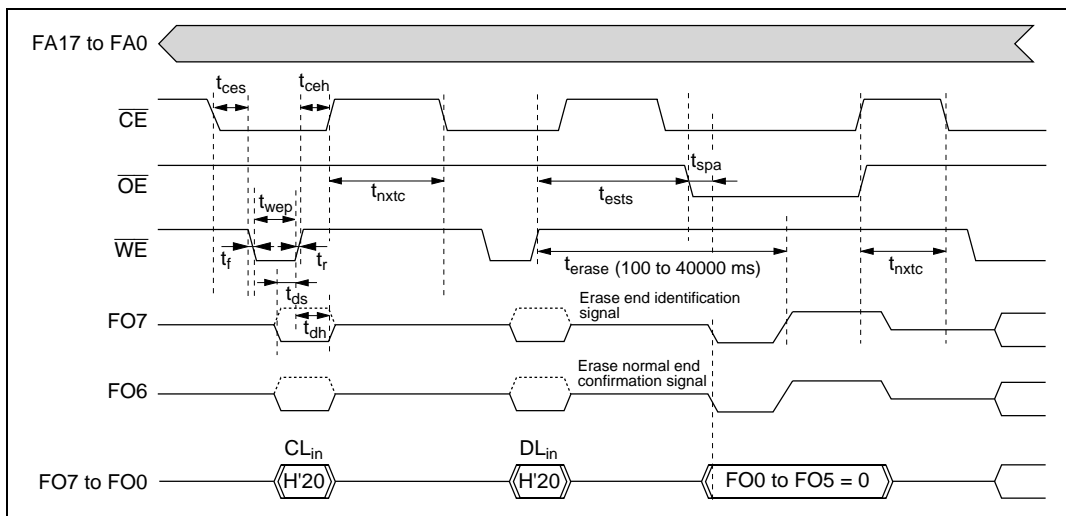 FA17 to FA0
t_ces
t_ceh
CE
t_spa
OE
t_nxtc
t_ests
t_wep
WE
t_f
t_r
t_erase (100 to 40000 ms)
t_nxtc
t_ds
Erase end identification
signal
FO7
t_dh
Erase normal end
confirmation signal
FO6
CL_in
DL_in
FO7 to FO0
H'20
H'20
FO0 to FO5 = 0